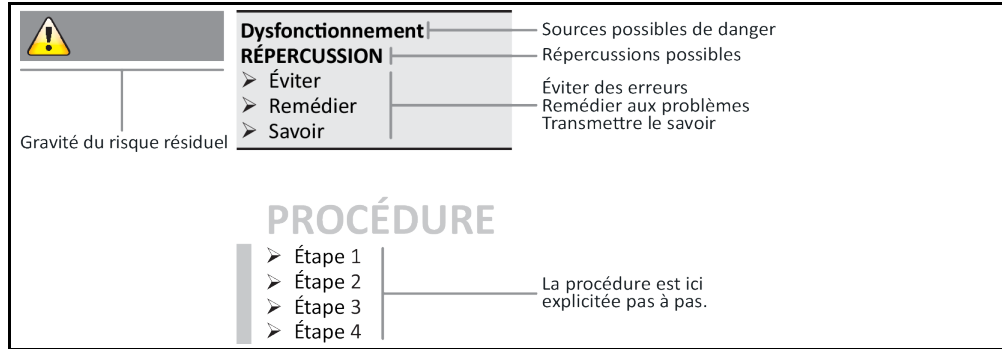 Dysfonctionnement
Sources possibles de danger
RÉPERCUSSION
Répercussions possibles
➢ Éviter
➢ Remédier
➢ Savoir
Éviter des erreurs
Remédier aux problèmes
Transmettre le savoir
Gravité du risque résiduel
PROCÉDURE
➢ Étape 1
➢ Étape 2
➢ Étape 3
➢ Étape 4
La procédure est ici
explicitée pas à pas.